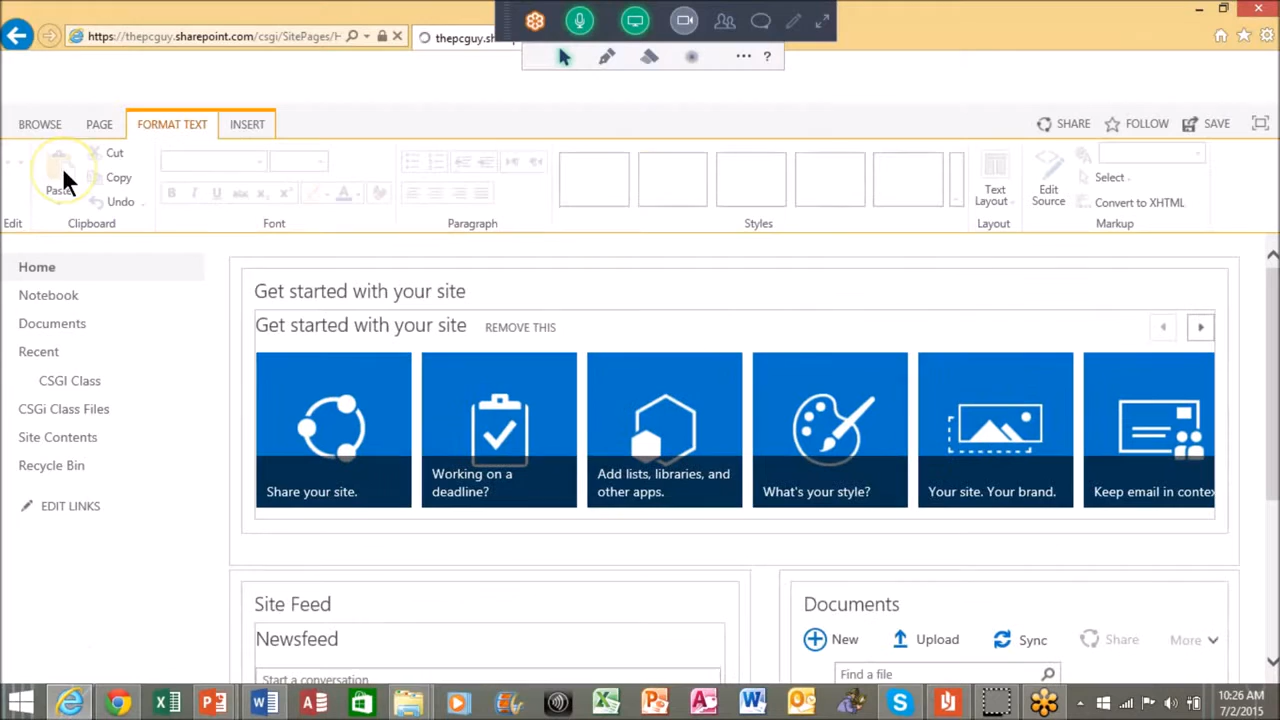 https://thepcguy.sharepoint.com/csgi/SitePages/H
thepcguy.sh
?
BROWSE PAGE FORMAT TEXT INSERT
SHARE FOLLOW SAVE
Cut
Copy
Paste
Undo
Text Layout
Edit Source
Select
Convert to XHTML
Edit Clipboard Font Paragraph Styles Layout Markup
Home
Notebook
Documents
Recent
CSGI Class
CSGi Class Files
Site Contents
Recycle Bin
EDIT LINKS
Get started with your site
Get started with your site REMOVE THIS
Share your site.
Working on a
deadline?
Add lists, libraries, and
other apps.
What's your style?
Your site. Your brand.
Keep email in contex
Site Feed
Newsfeed
Start a conversation
Documents
New Upload Sync Share More
Find a file
10:26 AM
7/2/2015